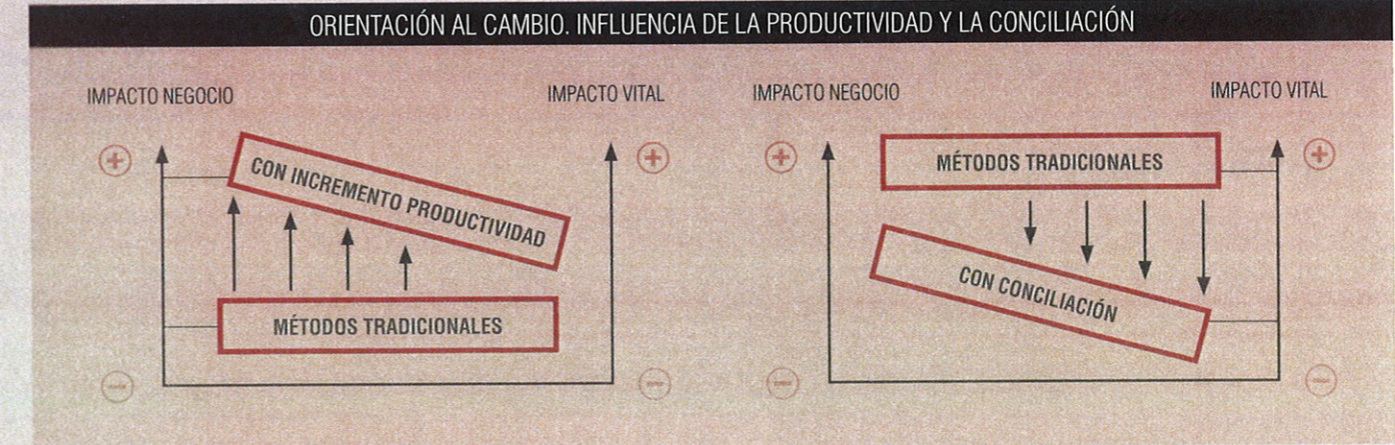 ORIENTACIÓN AL CAMBIO. INFLUENCIA DE LA PRODUCTIVIDAD Y LA CONCILIACIÓN
IMPACTO NEGOCIO
IMPACTO VITAL
+
+
CON INCREMENTO PRODUCTIVIDAD
MÉTODOS TRADICIONALES
−
−
IMPACTO NEGOCIO
IMPACTO VITAL
+
+
MÉTODOS TRADICIONALES
CON CONCILIACIÓN
−
−